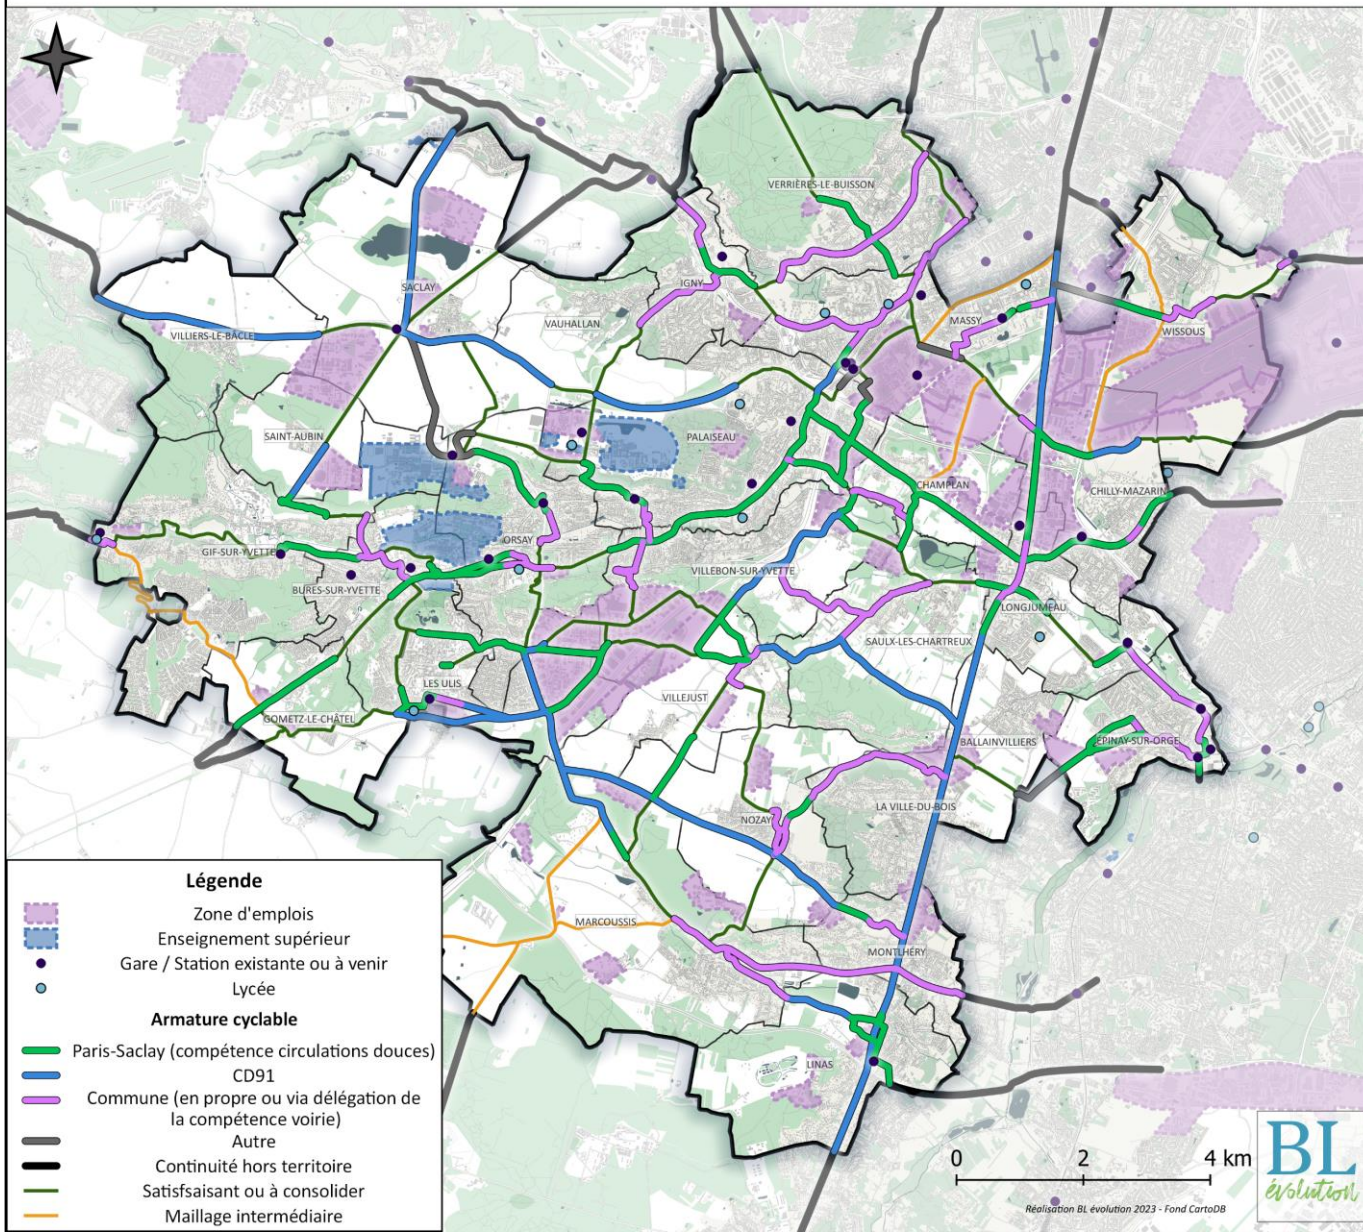 VERRIÈRES-LE-BUISSON
SACLAY
IGNY
VAUHALLAN
VILLIERS-LE-BÂCLE
MASSY
WISSOUS
SAINT-AUBIN
PALAISEAU
CHAMPLAN
CHILLY-MAZARIN
ORSAY
GIF-SUR-YVETTE
VILLEBON-SUR-YVETTE
BURES-SUR-YVETTE
LONGJUMEAU
SAULX-LES-CHARTREUX
LES ULIS
VILLEJUST
GOMETZ-LE-CHÂTEL
BALLAINVILLIERS
ÉPINAY-SUR-ORGE
LA VILLE-DU-BOIS
NOZAY
MARCOUSSIS
MONTLHÉRY
LINAS
Légende
Zone d'emplois
Enseignement supérieur
Gare / Station existante ou à venir
Lycée
Armature cyclable
Paris-Saclay (compétence circulations douces)
CD91
Commune (en propre ou via délégation de
la compétence voirie)
Autre
Continuité hors territoire
Satisfsaisant ou à consolider
Maillage intermédiaire
0 2 4 km
Réalisation BL évolution 2023 - Fond CartoDB
BL
évolution